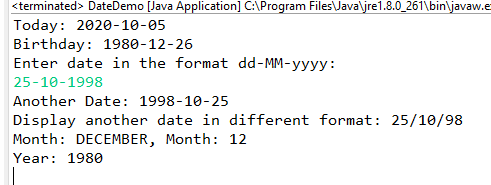 <terminated> DateDemo [Java Application] C:\Program Files\Java\jre1.8.0_261\bin\javaw.e
Today: 2020-10-05
Birthday: 1980-12-26
Enter date in the format dd-MM-yyyy:
25-10-1998
Another Date: 1998-10-25
Display another date in different format: 25/10/98
Month: DECEMBER, Month: 12
Year: 1980